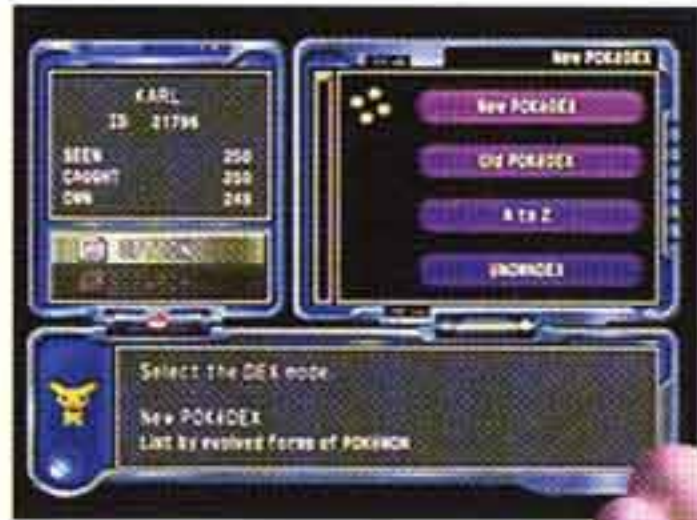 KARL
ID 21796
SEEN 250
CAUGHT 250
OWN 249
OPTIONS
New POKéDEX
New POKéDEX
Old POKéDEX
A to Z
UNOWNDEX
Select the DEX mode
New POKéDEX
List by evolved forms of POKéMON